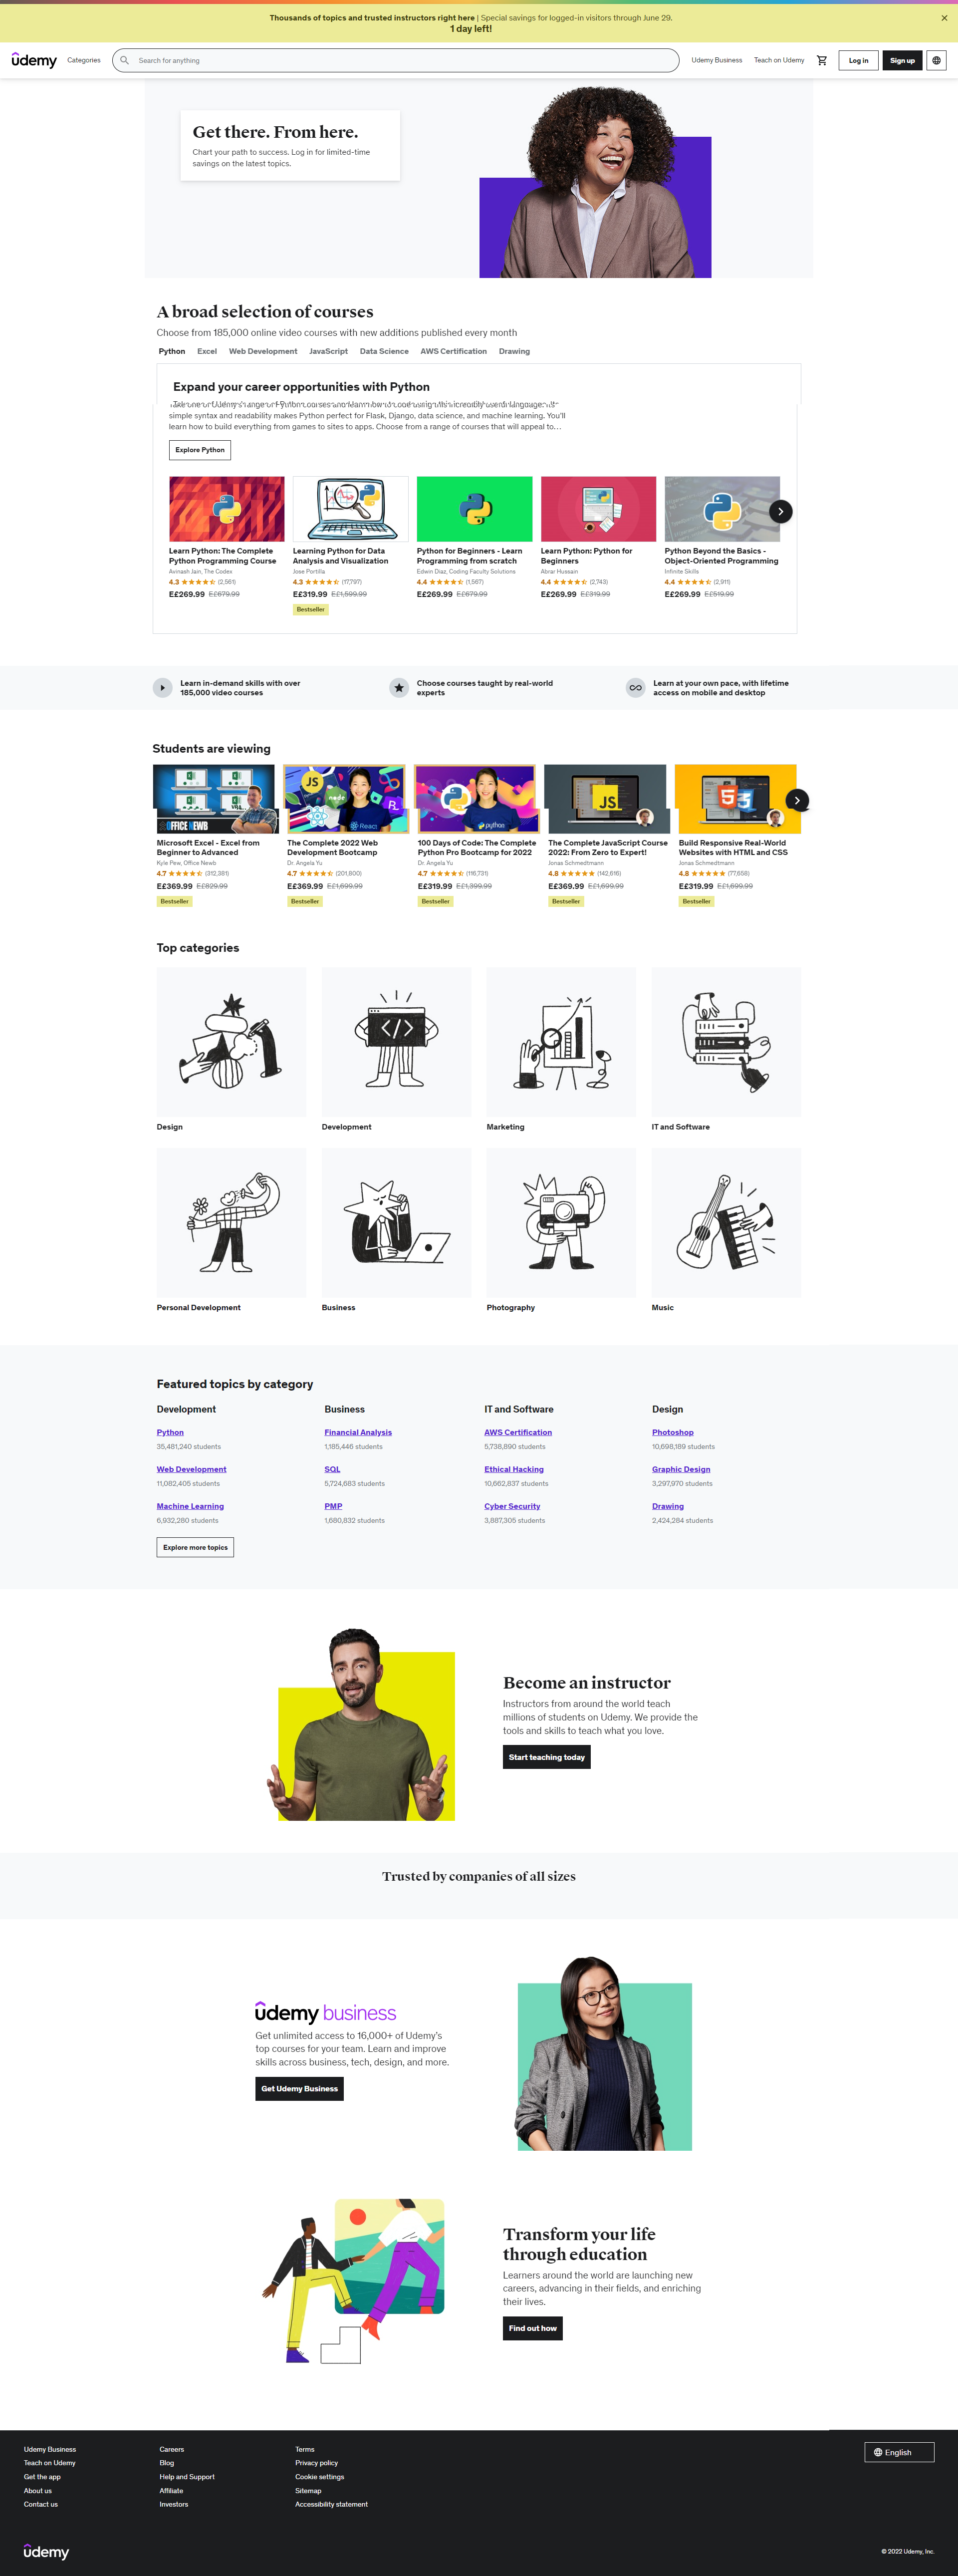 Thousands of topics and trusted instructors right here | Special savings for logged-in visitors through June 29.
1 day left!
udemy
Categories
Search for anything
Udemy Business
Teach on Udemy
Log in
Sign up
Get there. From here.
Chart your path to success. Log in for limited-time
savings on the latest topics.
A broad selection of courses
Choose from 185,000 online video courses with new additions published every month
Python Excel Web Development JavaScript Data Science AWS Certification Drawing
Expand your career opportunities with Python
simple syntax and readability makes Python perfect for Flask, Django, data science, and machine learning. You'll
learn how to build everything from games to sites to apps. Choose from a range of courses that will appeal to…
Explore Python
Learn Python: The Complete
Python Programming Course
Avinash Jain, The Codex
4.3 (2,561)
E£269.99 E£679.99
Learning Python for Data
Analysis and Visualization
Jose Portilla
4.3 (17,797)
E£319.99 E£1,599.99
Bestseller
Python for Beginners - Learn
Programming from scratch
Edwin Diaz, Coding Faculty Solutions
4.4 (1,567)
E£269.99 E£679.99
Learn Python: Python for
Beginners
Abrar Hussain
4.4 (2,743)
E£269.99 E£319.99
Python Beyond the Basics -
Object-Oriented Programming
Infinite Skills
4.4 (2,911)
E£269.99 E£519.99
Learn in-demand skills with over
185,000 video courses
Choose courses taught by real-world
experts
Learn at your own pace, with lifetime
access on mobile and desktop
Students are viewing
OFFICE NEWB
JS
node
React
python
JS
5 3
Microsoft Excel - Excel from
Beginner to Advanced
Kyle Pew, Office Newb
4.7 (312,381)
E£369.99 E£829.99
Bestseller
The Complete 2022 Web
Development Bootcamp
Dr. Angela Yu
4.7 (201,800)
E£369.99 E£1,699.99
Bestseller
100 Days of Code: The Complete
Python Pro Bootcamp for 2022
Dr. Angela Yu
4.7 (116,731)
E£319.99 E£1,399.99
Bestseller
The Complete JavaScript Course
2022: From Zero to Expert!
Jonas Schmedtmann
4.8 (142,616)
E£369.99 E£1,699.99
Bestseller
Build Responsive Real-World
Websites with HTML and CSS
Jonas Schmedtmann
4.8 (77,658)
E£319.99 E£1,699.99
Bestseller
Top categories
</>
Design
Development
Marketing
IT and Software
Personal Development
Business
Photography
Music
Featured topics by category
Development
Python
35,481,240 students
Web Development
11,082,405 students
Machine Learning
6,932,280 students
Business
Financial Analysis
1,185,446 students
SQL
5,724,683 students
PMP
1,680,832 students
IT and Software
AWS Certification
5,738,890 students
Ethical Hacking
10,662,837 students
Cyber Security
3,887,305 students
Design
Photoshop
10,698,189 students
Graphic Design
3,297,970 students
Drawing
2,424,284 students
Explore more topics
Become an instructor
Instructors from around the world teach
millions of students on Udemy. We provide the
tools and skills to teach what you love.
Start teaching today
Trusted by companies of all sizes
udemy business
Get unlimited access to 16,000+ of Udemy's
top courses for your team. Learn and improve
skills across business, tech, design, and more.
Get Udemy Business
Transform your life
through education
Learners around the world are launching new
careers, advancing in their fields, and enriching
their lives.
Find out how
Udemy Business
Teach on Udemy
Get the app
About us
Contact us
Careers
Blog
Help and Support
Affiliate
Investors
Terms
Privacy policy
Cookie settings
Sitemap
Accessibility statement
English
udemy
© 2022 Udemy, Inc.